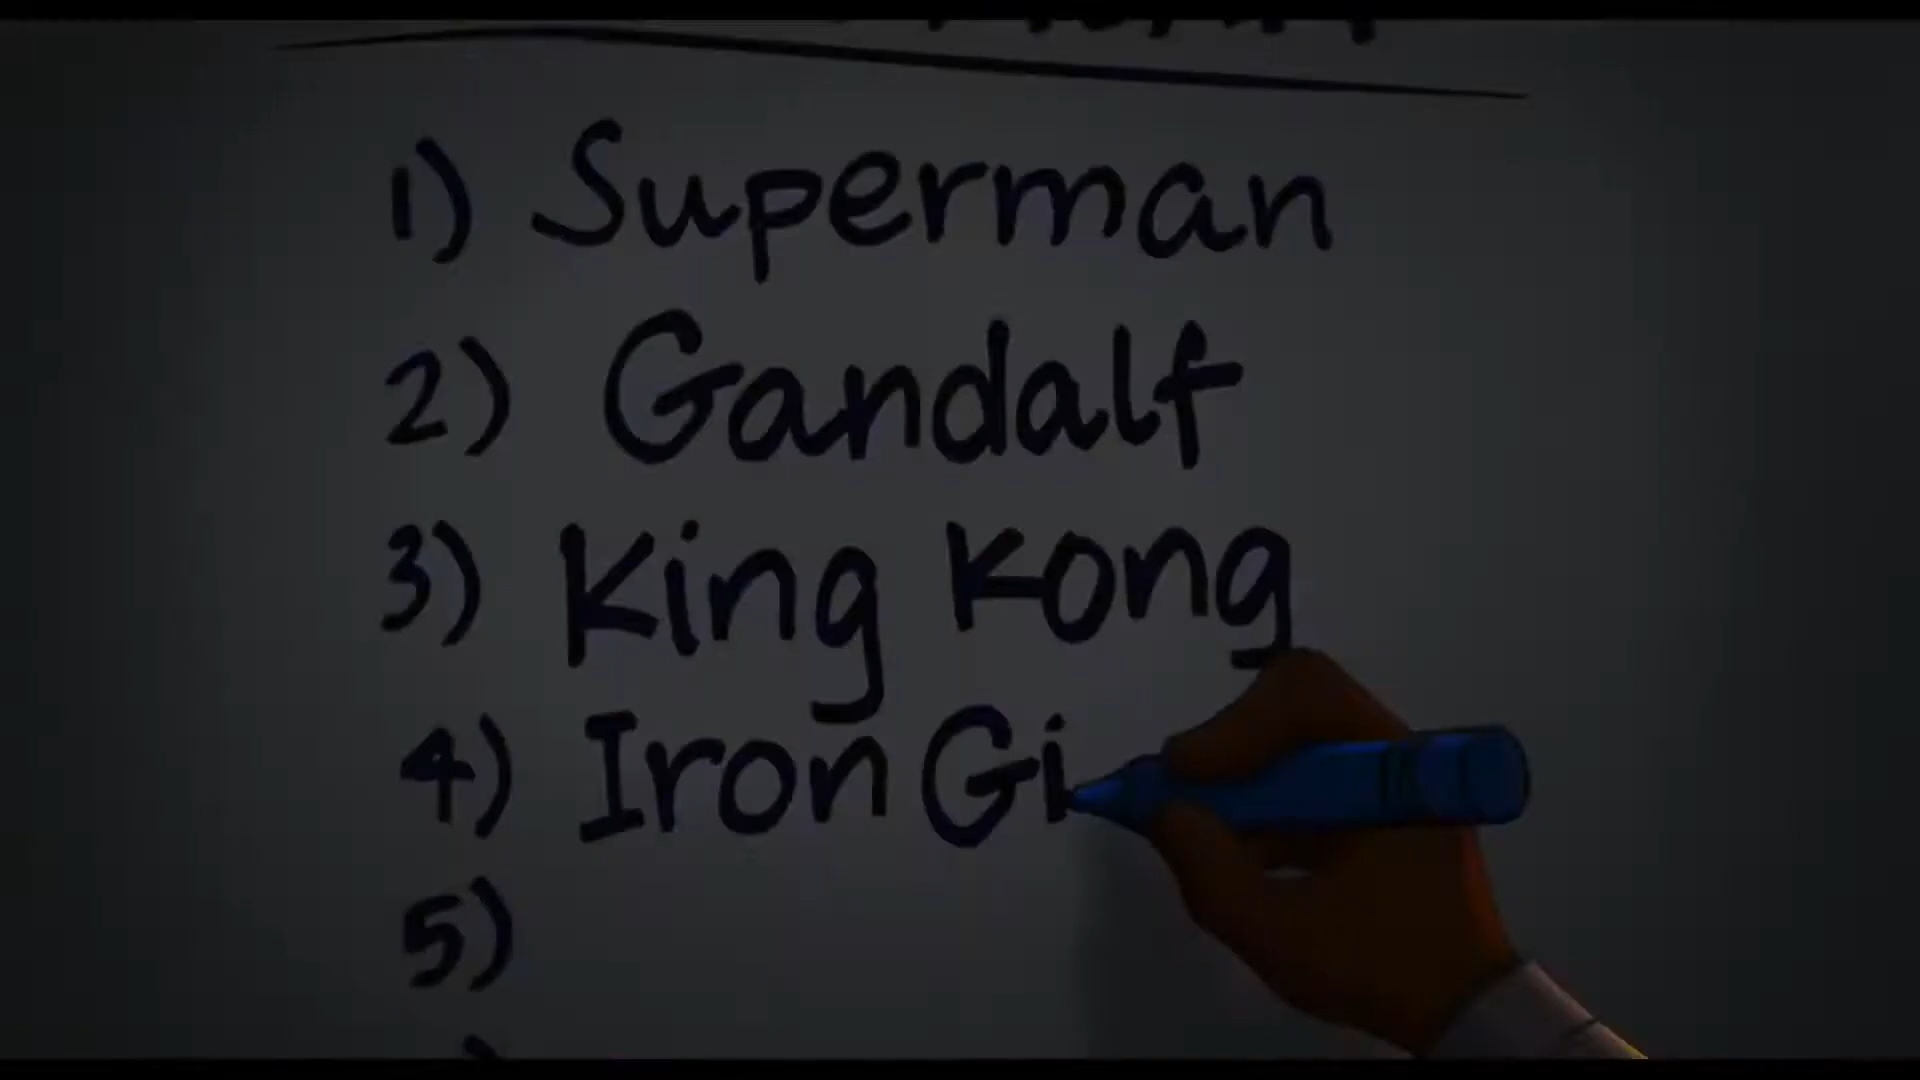 1) Superman
2) Gandalf
3) King Kong
4) Iron Gi
5)